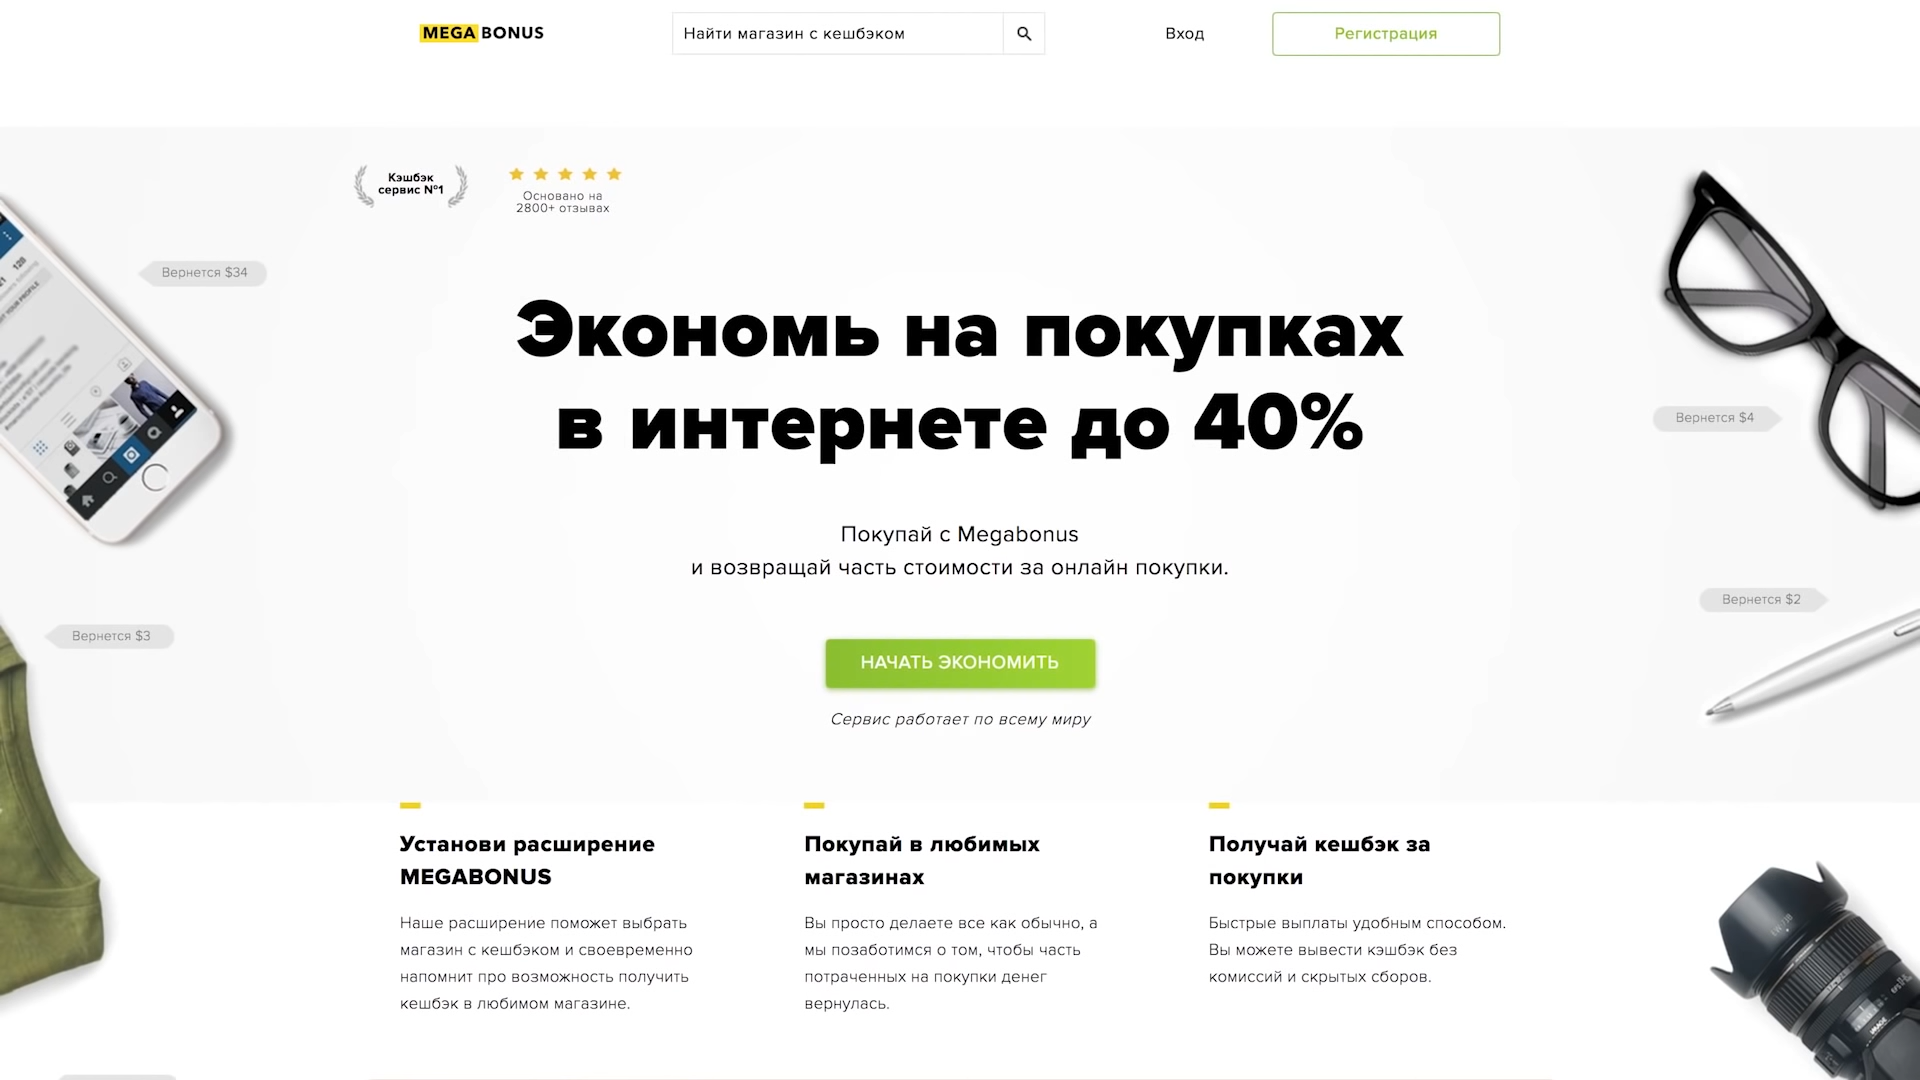 MEGABONUS
Найти магазин с кешбэком
Вход
Регистрация
Кэшбэк
сервис №1
Основано на
2800+ отзывах
Вернется $34
Вернется $4
Вернется $3
Вернется $2
Экономь на покупках
в интернете до 40%
Покупай с Megabonus
и возвращай часть стоимости за онлайн покупки.
НАЧАТЬ ЭКОНОМИТЬ
Сервис работает по всему миру
Установи расширение
MEGABONUS
Наше расширение поможет выбрать
магазин с кешбэком и своевременно
напомнит про возможность получить
кешбэк в любимом магазине.
Покупай в любимых
магазинах
Вы просто делаете все как обычно, а
мы позаботимся о том, чтобы часть
потраченных на покупки денег
вернулась.
Получай кешбэк за
покупки
Быстрые выплаты удобным способом.
Вы можете вывести кэшбэк без
комиссий и скрытых сборов.